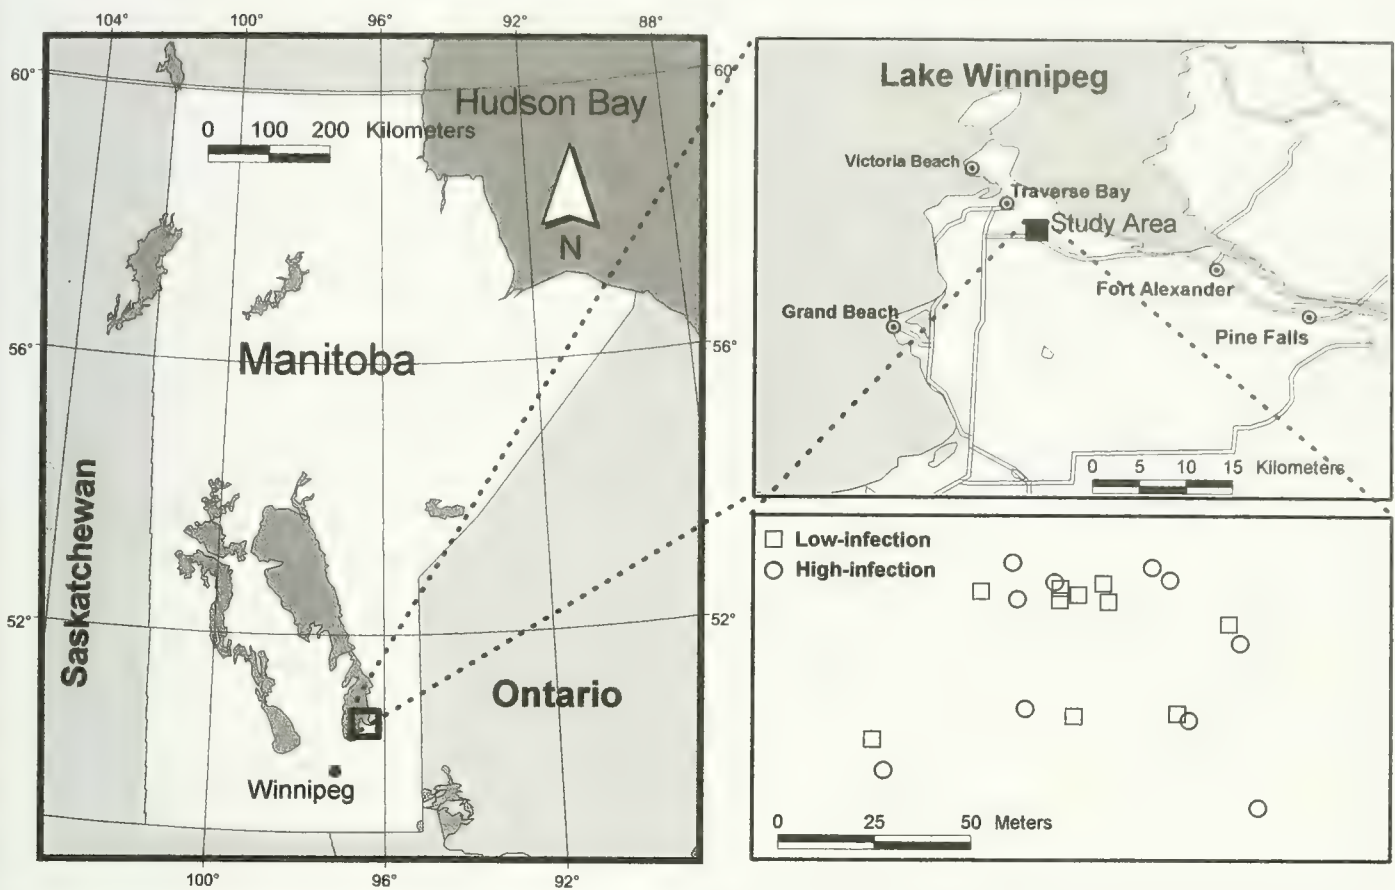 104° 100° 96° 92° 88°
60°
Hudson Bay
0 100 200 Kilometers
N
60°
56°
Manitoba
56°
Saskatchewan
52°
52°
Ontario
Winnipeg
100° 96° 92°
Lake Winnipeg
Victoria Beach
Traverse Bay
Study Area
Fort Alexander
Grand Beach
Pine Falls
0 5 10 15 Kilometers
Low-infection
High-infection
0 25 50 Meters